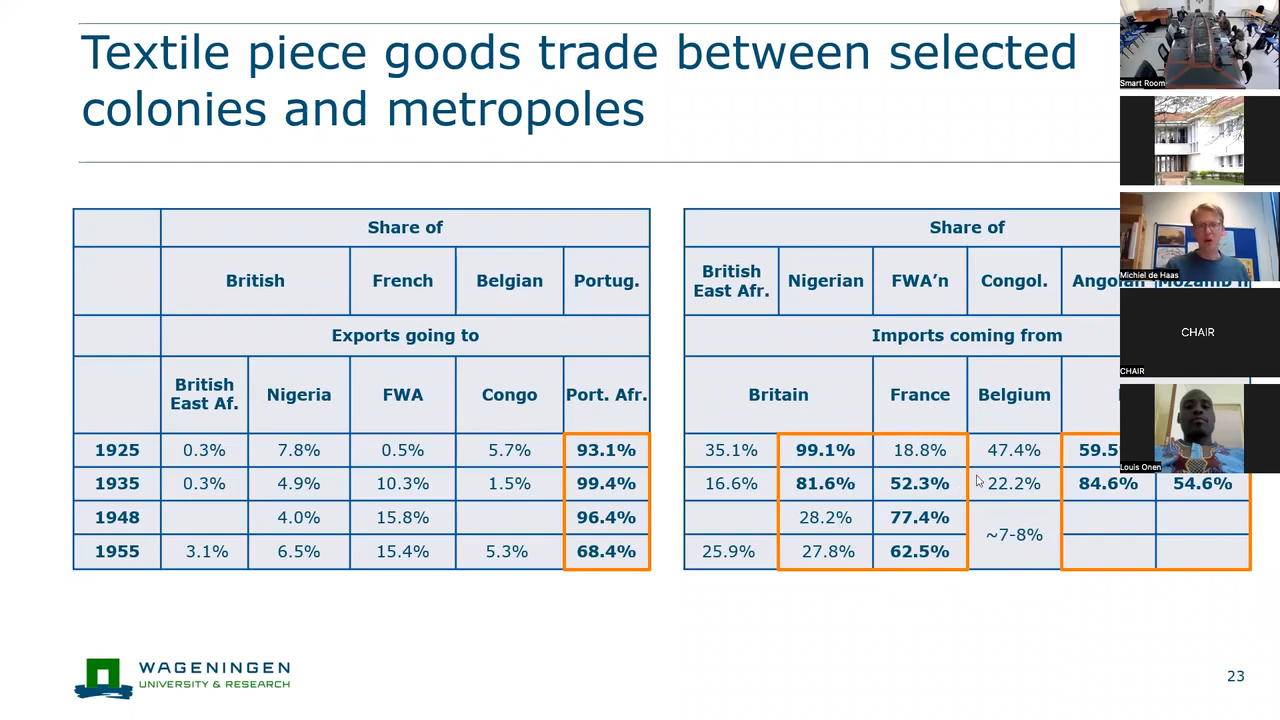 Textile piece goods trade between selected
colonies and metropoles
Share of
British French Belgian Portug.
Exports going to
British East Af. Nigeria FWA Congo Port. Afr.
1925 0.3% 7.8% 0.5% 5.7% 93.1%
1935 0.3% 4.9% 10.3% 1.5% 99.4%
1948 4.0% 15.8% 96.4%
1955 3.1% 6.5% 15.4% 5.3% 68.4%
Share of
British East Afr. Nigerian FWA'n Congol.
Imports coming from
Britain France Belgium
35.1% 99.1% 18.8% 47.4% 59.5
16.6% 81.6% 52.3% 22.2% 84.6% 54.6%
28.2% 77.4% ~7-8%
25.9% 27.8% 62.5%
WAGENINGEN
UNIVERSITY & RESEARCH
23
Smart Room
Michiel de Haas
CHAIR
CHAIR
Louis Onen